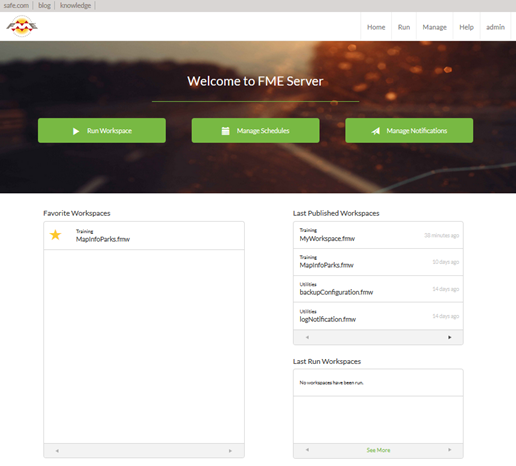 safe.com blog knowledge
Home Run Manage Help admin
Welcome to FME Server
Run Workspace Manage Schedules Manage Notifications
Favorite Workspaces
Training
MapInfoParks.fmw
Last Published Workspaces
Training
MyWorkspace.fmw 28 minutes ago
Training
MapInfoParks.fmw 10 days ago
Utilities
backupConfiguration.fmw 14 days ago
Utilities
logNotification.fmw 14 days ago
Last Run Workspaces
No workspaces have been run.
See More